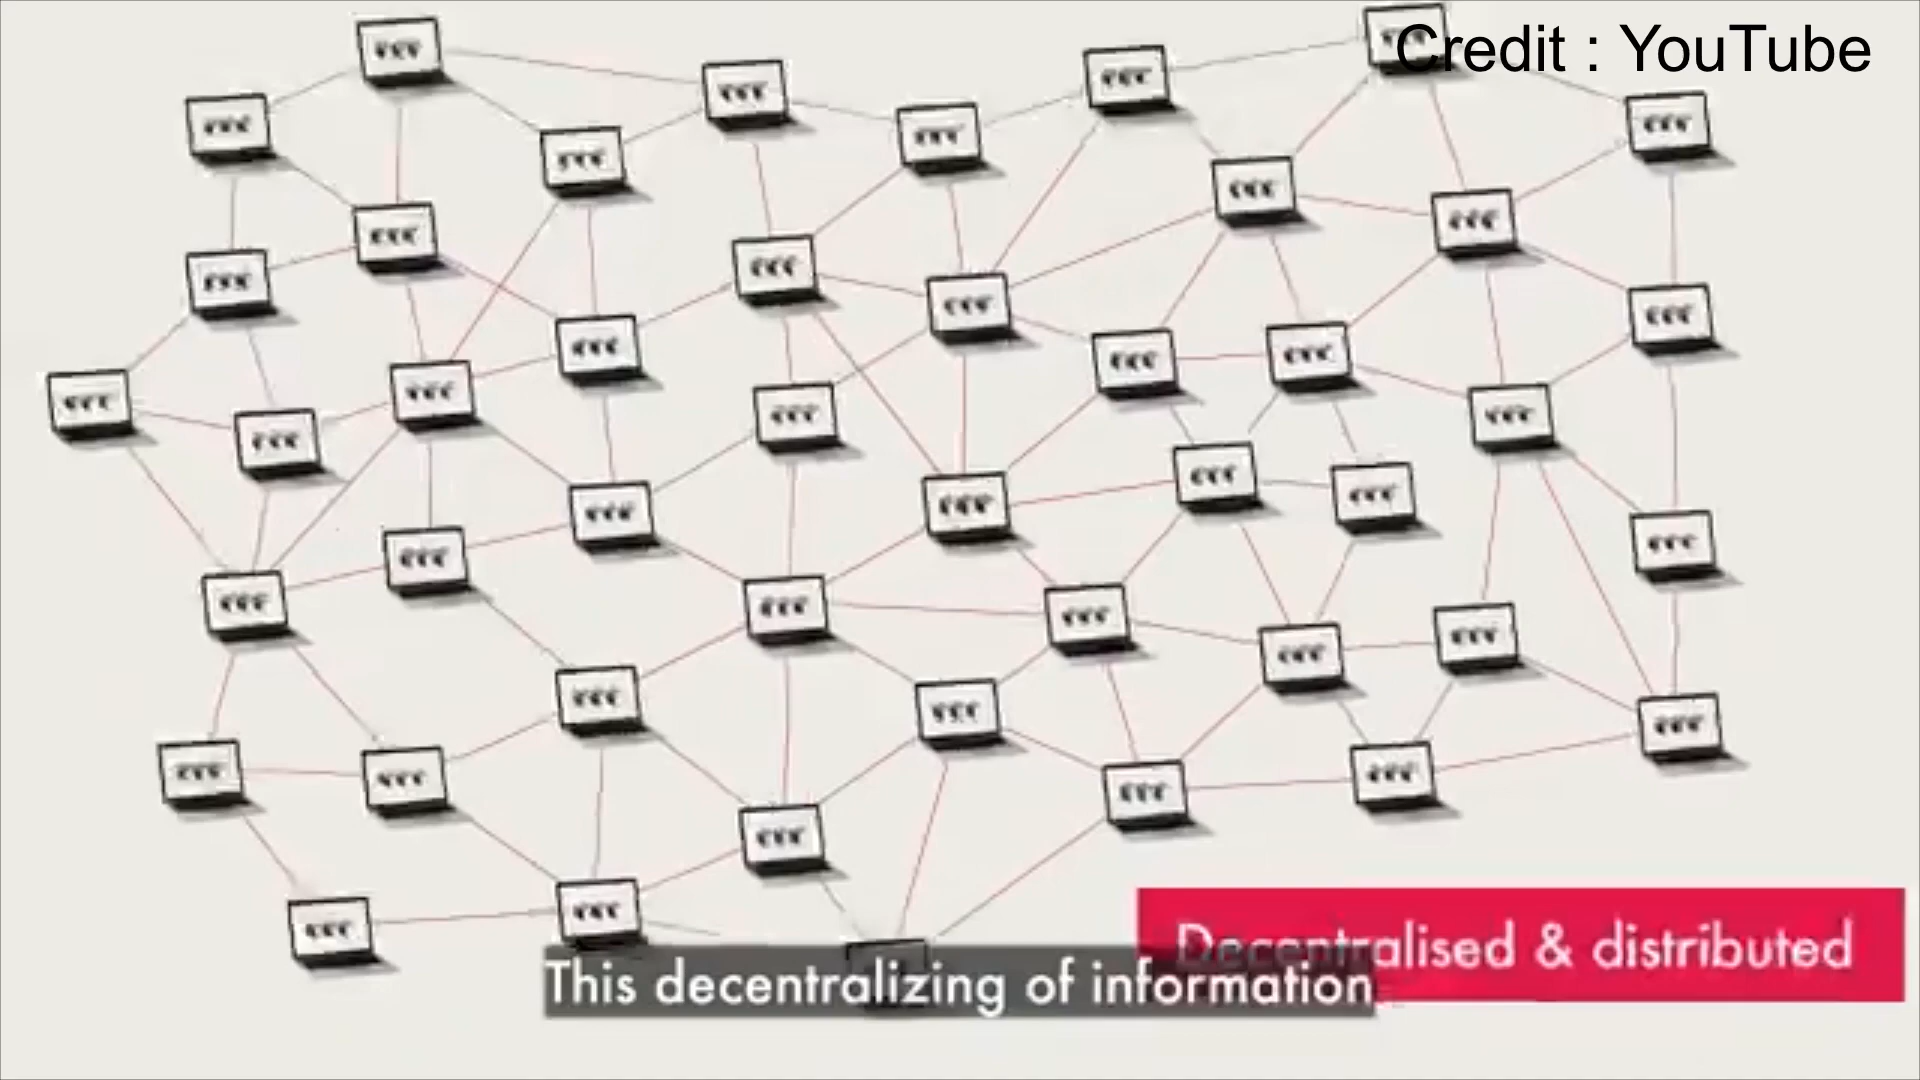 Credit : YouTube
Decentralised & distributed
This decentralizing of information